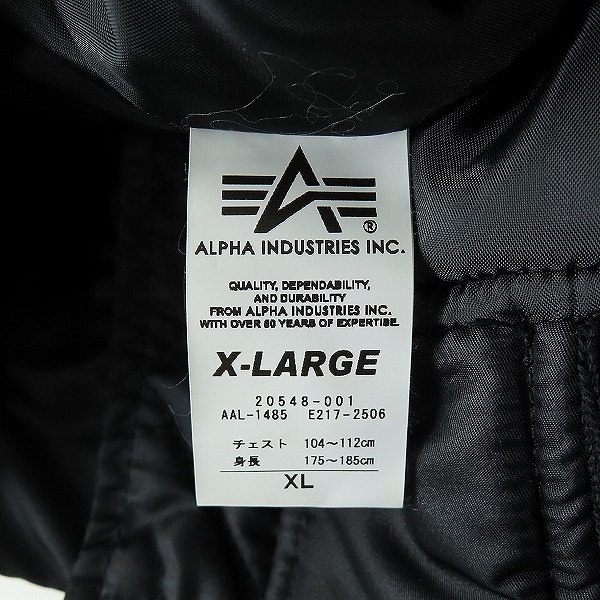 ®
ALPHA INDUSTRIES INC.
QUALITY, DEPENDABILITY,
AND DURABILITY
FROM ALPHA INDUSTRIES INC.
WITH OVER 50 YEARS OF EXPERTISE.
X-LARGE
20548-001
AAL-1485 E217-2506
チェスト 104～112cm
身長 175～185cm
XL